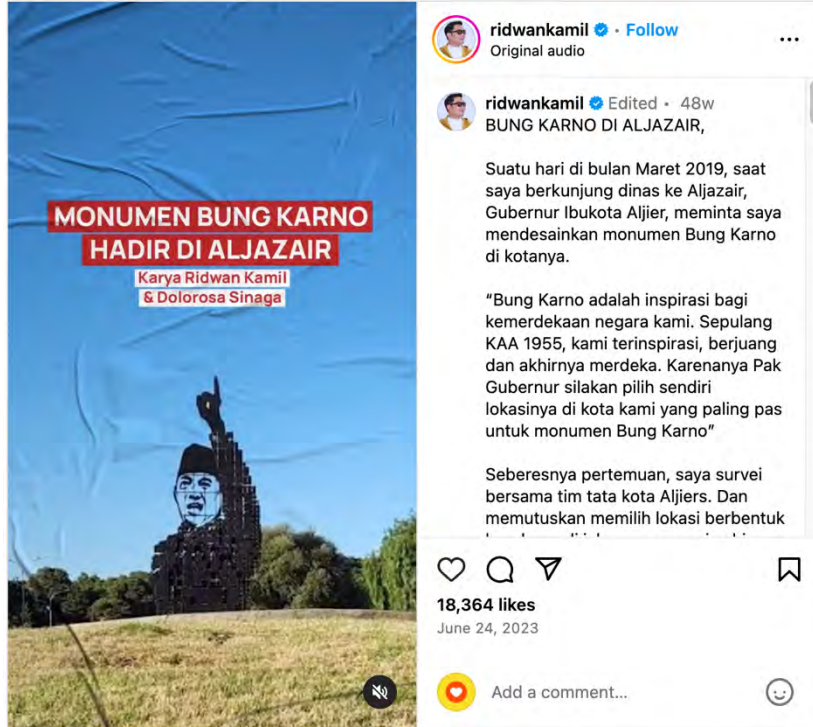 MONUMEN BUNG KARNO
HADIR DI ALJAZAIR
Karya Ridwan Kamil
& Dolorosa Sinaga
ridwankamil · Follow
Original audio
ridwankamil Edited · 48w
BUNG KARNO DI ALJAZAIR,
Suatu hari di bulan Maret 2019, saat
saya berkunjung dinas ke Aljazair,
Gubernur Ibukota Aljier, meminta saya
mendesainkan monumen Bung Karno
di kotanya.
“Bung Karno adalah inspirasi bagi
kemerdekaan negara kami. Sepulang
KAA 1955, kami terinspirasi, berjuang
dan akhirnya merdeka. Karenanya Pak
Gubernur silakan pilih sendiri
lokasinya di kota kami yang paling pas
untuk monumen Bung Karno”
Seberesnya pertemuan, saya survei
bersama tim tata kota Aljiers. Dan
memutuskan memilih lokasi berbentuk
18,364 likes
June 24, 2023
Add a comment...